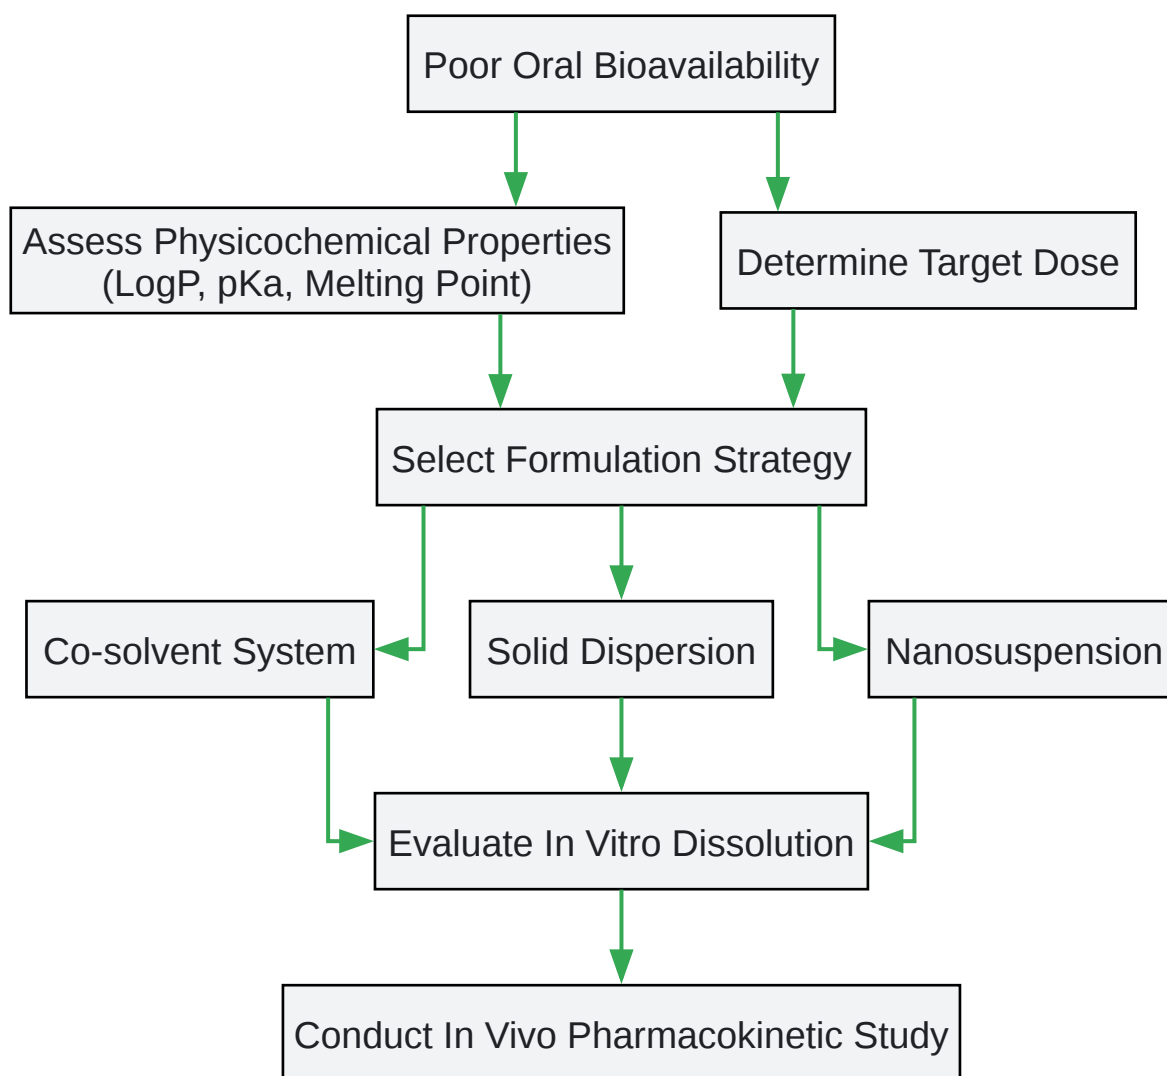 Poor Oral Bioavailability
Assess Physicochemical Properties
(LogP, pKa, Melting Point)
Determine Target Dose
Select Formulation Strategy
Co-solvent System
Solid Dispersion
Nanosuspension
Evaluate In Vitro Dissolution
Conduct In Vivo Pharmacokinetic Study